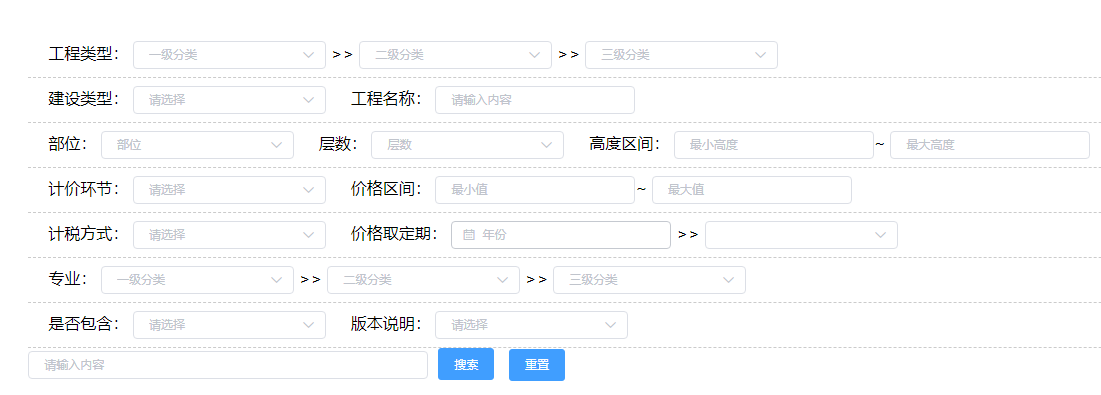 工程类型： 一级分类 >> 二级分类 >> 三级分类
建设类型： 请选择 工程名称： 请输入内容
部位： 部位 层数： 层数 高度区间： 最小高度 ~ 最大高度
计价环节： 请选择 价格区间： 最小值 ~ 最大值
计税方式： 请选择 价格取定期： 年份 >>
专业： 一级分类 >> 二级分类 >> 三级分类
是否包含： 请选择 版本说明： 请选择
请输入内容 搜索 重置